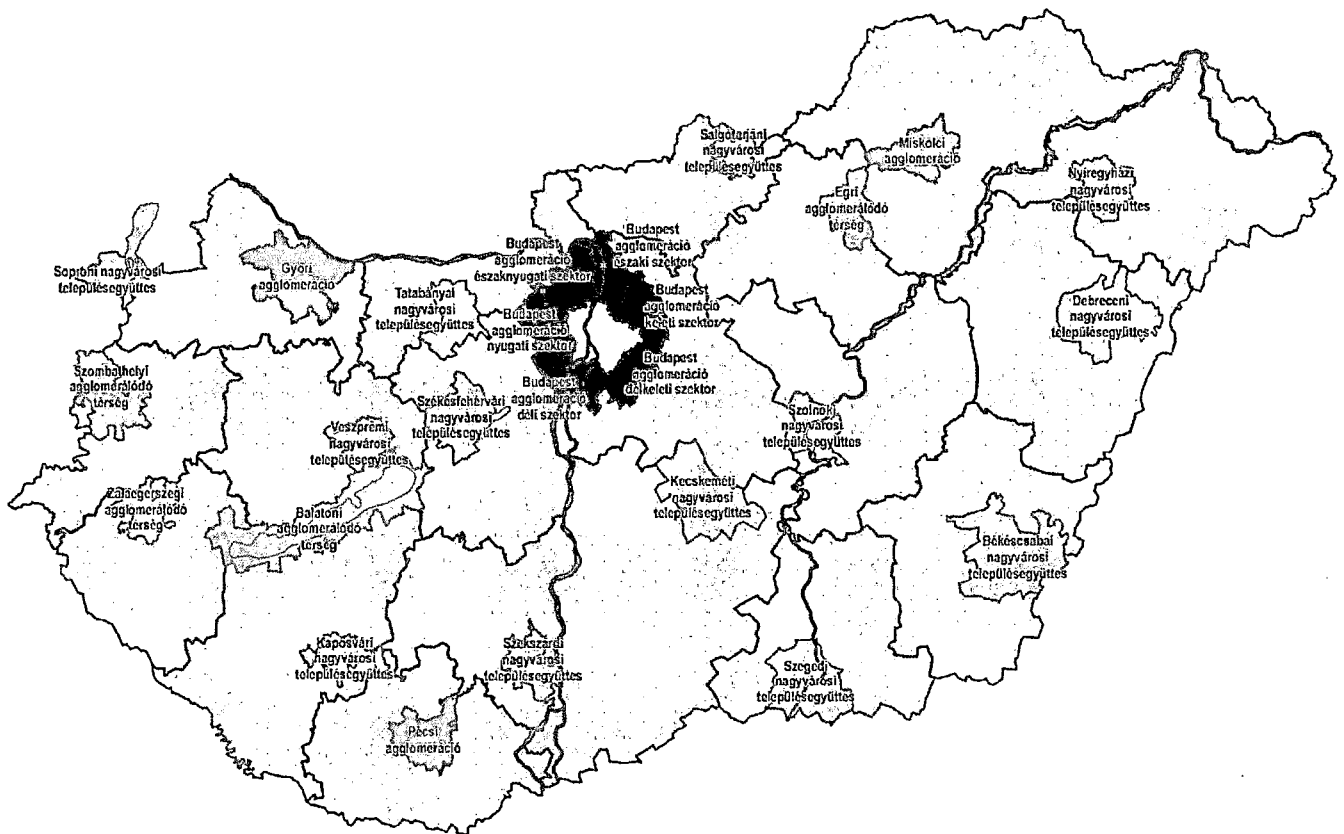 Salgótarjáni
nagyvárosi
településegyüttes
Miskolci
agglomeráció
Egri
agglomerálódó
térség
Nyíregyházi
nagyvárosi
településegyüttes
Budapest
agglomeráció
északnyugati szektor
Budapest
agglomeráció
északi szektor
Soproni nagyvárosi
településegyüttes
Győri
agglomeráció
Tatabányai
nagyvárosi
településegyüttes
Budapest
agglomeráció
nyugati szektor
Budapest
agglomeráció
keleti szektor
Debreceni
nagyvárosi
településegyüttes
Szombathelyi
agglomerálódó
térség
Veszprémi
nagyvárosi
településegyüttes
Székesfehérvári
nagyvárosi
településegyüttes
Budapest
agglomeráció
déli szektor
Budapest
agglomeráció
délkeleti szektor
Szolnoki
nagyvárosi
településegyüttes
Zalaegerszegi
agglomerálódó
térség
Balatoni
agglomerálódó
térség
Kecskeméti
nagyvárosi
településegyüttes
Békéscsabai
nagyvárosi
településegyüttes
Kaposvári
nagyvárosi
településegyüttes
Szekszárdi
nagyvárosi
településegyüttes
Szegedi
nagyvárosi
településegyüttes
Pécsi
agglomeráció